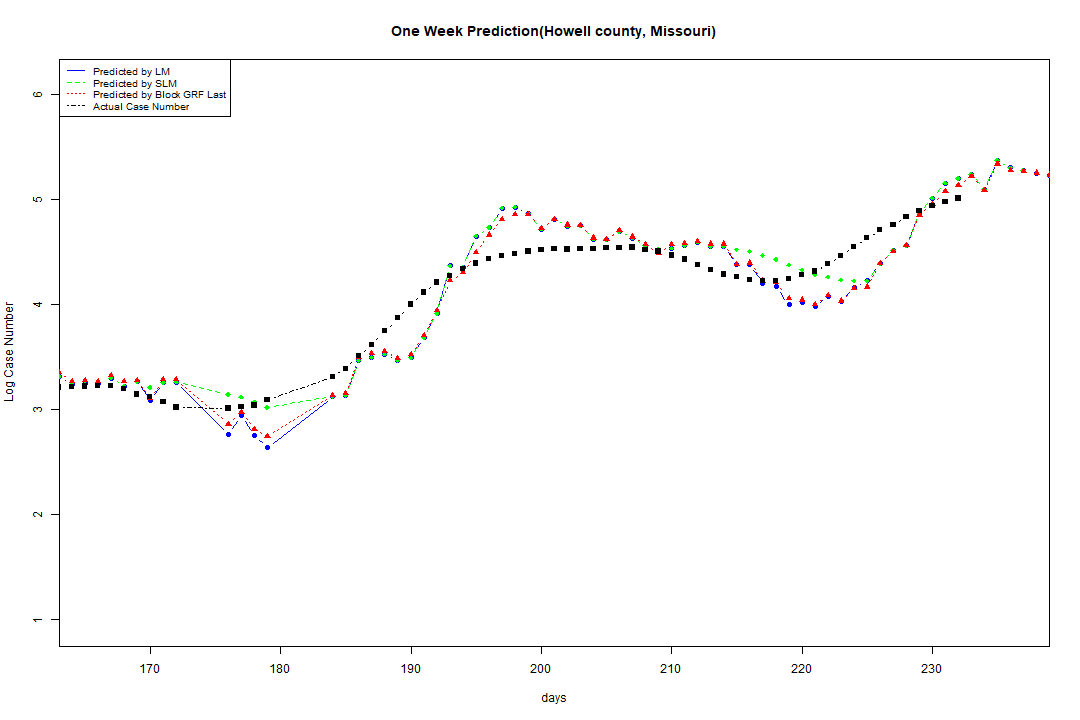 One Week Prediction(Howell county, Missouri)
Predicted by LM
Predicted by SLM
Predicted by Block GRF Last
Actual Case Number
6
5
4
3
2
1
Log Case Number
170 180 190 200 210 220 230
days